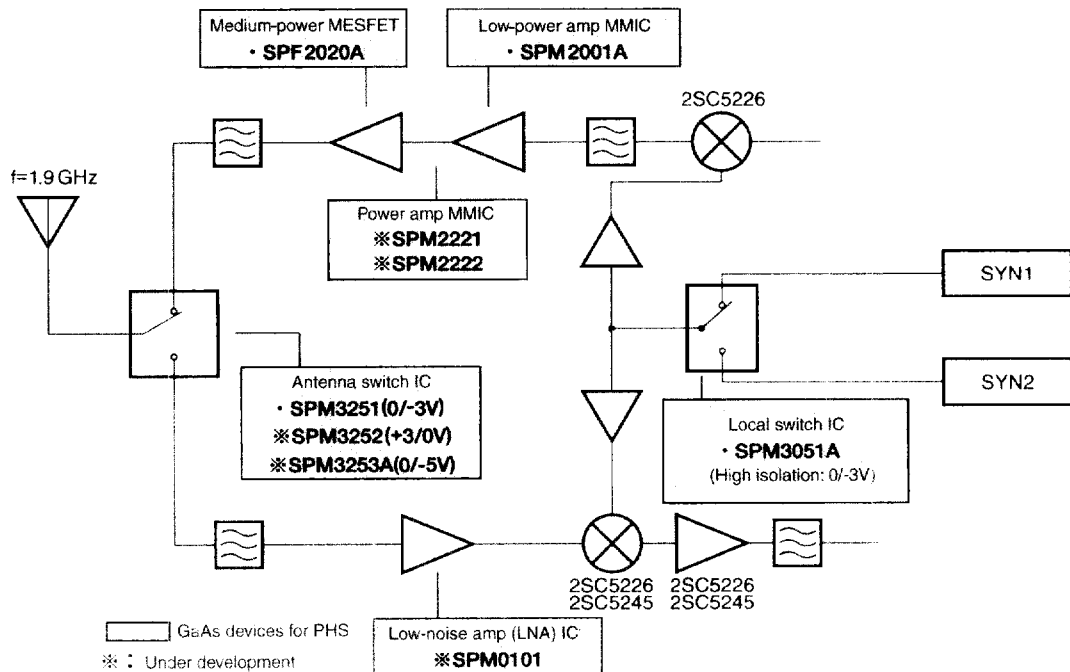 Medium-power MESFET
· SPF2020A
Low-power amp MMIC
· SPM2001A
2SC5226
f=1.9 GHz
Power amp MMIC
※SPM2221
※SPM2222
SYN1
SYN2
Antenna switch IC
· SPM3251(0/-3V)
※SPM3252(+3/0V)
※SPM3253A(0/-5V)
Local switch IC
· SPM3051A
(High isolation: 0/-3V)
2SC5226
2SC5245
2SC5226
2SC5245
Low-noise amp (LNA) IC
※SPM0101
GaAs devices for PHS
※ : Under development